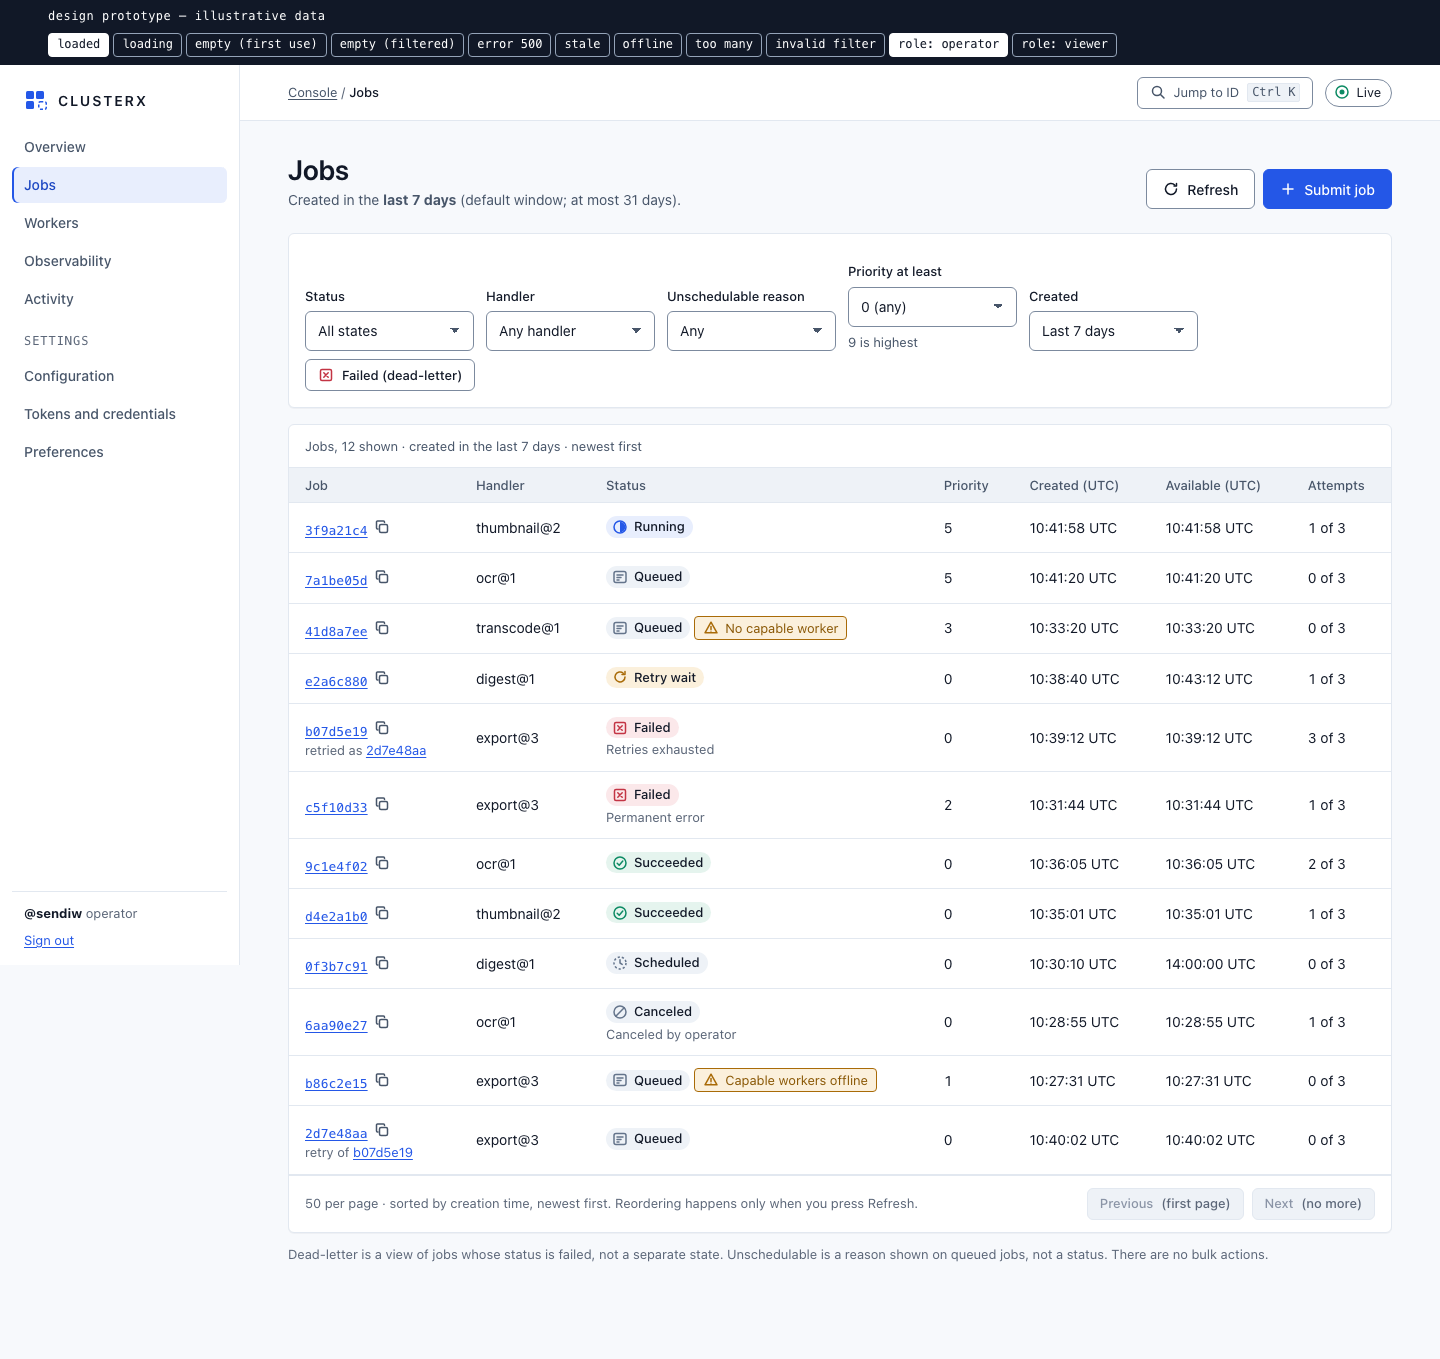 design prototype — illustrative data
loaded loading empty (first use) empty (filtered) error 500 stale offline too many invalid filter role: operator role: viewer
CLUSTERX
Overview
Jobs
Workers
Observability
Activity
SETTINGS
Configuration
Tokens and credentials
Preferences
@sendiw operator
Sign out
Console / Jobs
Jump to ID Ctrl K
Live
Jobs
Created in the last 7 days (default window; at most 31 days).
Refresh
Submit job
Status
All states
Handler
Any handler
Unschedulable reason
Any
Priority at least
0 (any)
9 is highest
Created
Last 7 days
Failed (dead-letter)
Jobs, 12 shown · created in the last 7 days · newest first
Job Handler Status Priority Created (UTC) Available (UTC) Attempts
3f9a21c4 thumbnail@2 Running 5 10:41:58 UTC 10:41:58 UTC 1 of 3
7a1be05d ocr@1 Queued 5 10:41:20 UTC 10:41:20 UTC 0 of 3
41d8a7ee transcode@1 Queued No capable worker 3 10:33:20 UTC 10:33:20 UTC 0 of 3
e2a6c880 digest@1 Retry wait 0 10:38:40 UTC 10:43:12 UTC 1 of 3
b07d5e19 export@3 Failed 0 10:39:12 UTC 10:39:12 UTC 3 of 3
retried as 2d7e48aa Retries exhausted
c5f10d33 export@3 Failed 2 10:31:44 UTC 10:31:44 UTC 1 of 3
Permanent error
9c1e4f02 ocr@1 Succeeded 0 10:36:05 UTC 10:36:05 UTC 2 of 3
d4e2a1b0 thumbnail@2 Succeeded 0 10:35:01 UTC 10:35:01 UTC 1 of 3
0f3b7c91 digest@1 Scheduled 0 10:30:10 UTC 14:00:00 UTC 0 of 3
6aa90e27 ocr@1 Canceled 0 10:28:55 UTC 10:28:55 UTC 1 of 3
Canceled by operator
b86c2e15 export@3 Queued Capable workers offline 1 10:27:31 UTC 10:27:31 UTC 0 of 3
2d7e48aa export@3 Queued 0 10:40:02 UTC 10:40:02 UTC 0 of 3
retry of b07d5e19
50 per page · sorted by creation time, newest first. Reordering happens only when you press Refresh.
Previous (first page) Next (no more)
Dead-letter is a view of jobs whose status is failed, not a separate state. Unschedulable is a reason shown on queued jobs, not a status. There are no bulk actions.